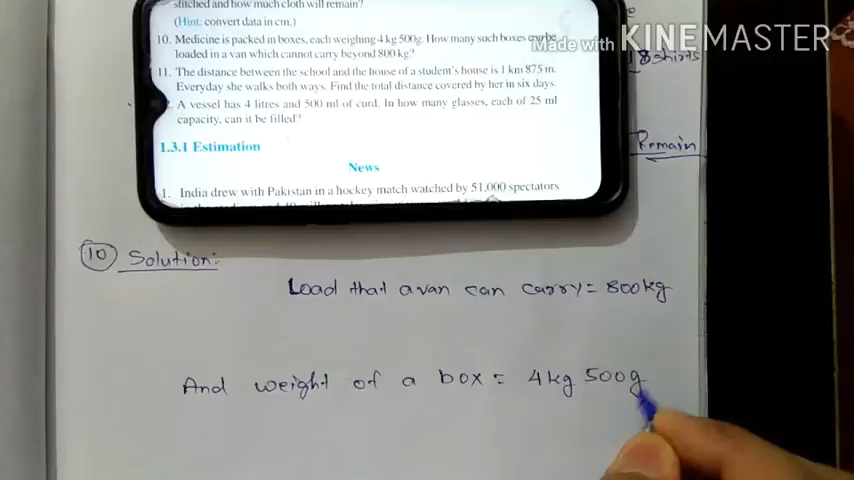 stitched and how much cloth will remain?
(Hint: convert data in cm.)
10. Medicine is packed in boxes, each weighing 4 kg 500g. How many such boxes can be
loaded in a van which cannot carry beyond 800 kg?
11. The distance between the school and the house of a student's house is 1 km 875 m.
Everyday she walks both ways. Find the total distance covered by her in six days.
A vessel has 4 litres and 500 ml of curd. In how many glasses, each of 25 ml
capacity, can it be filled?
1.3.1 Estimation
News
1. India drew with Pakistan in a hockey match watched by 51,000 spectators
Made with KINEMASTER
18 shirts
Remain
10 Solution:
Load that a van can carry = 800kg
And weight of a box = 4kg 500g